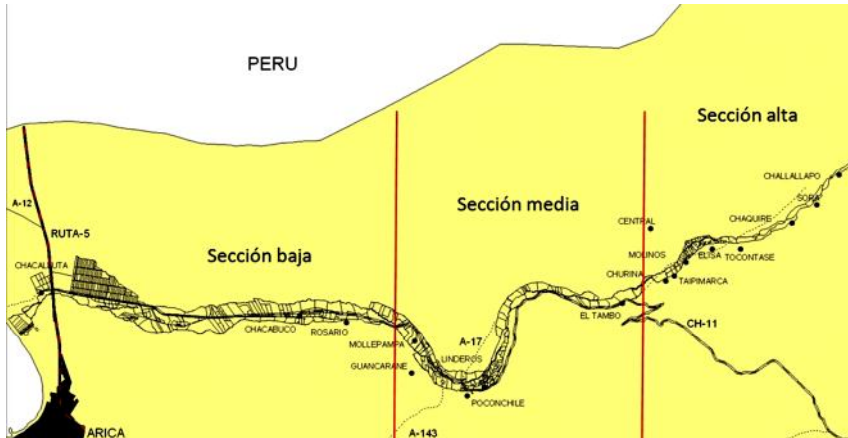 PERU
Sección alta
CHALLALLAPO
SORA
A-12
Sección media
CENTRAL
CHAQUIRE
RUTA-5
Sección baja
MOLINOS
ELISA
TOCONTASE
CHACALLUTA
CHURINA
TAIPIMARCA
EL TAMBO
CHACABUCO
ROSARIO
CH-11
MOLLEPAMPA
A-17
LINDEROS
GUANCARANE
POCONCHILE
ARICA
A-143